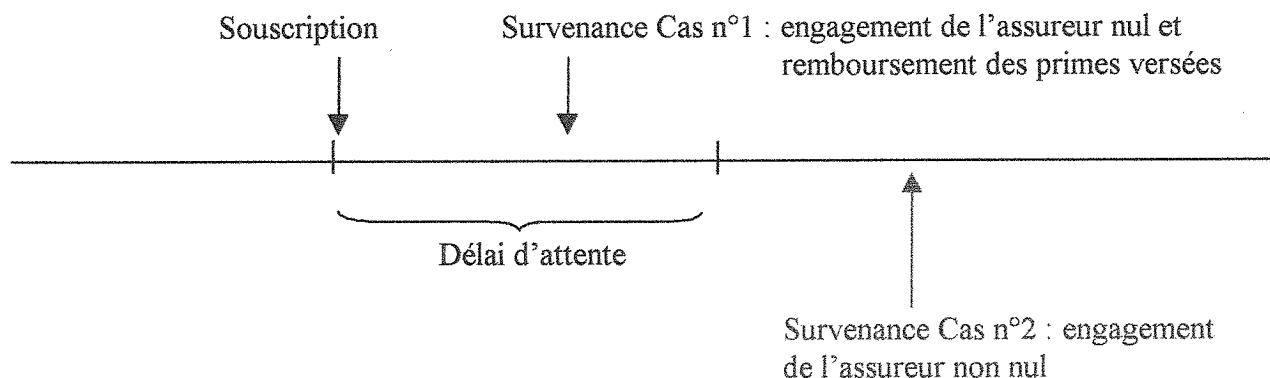 Souscription
Survenance Cas n°1 : engagement de l'assureur nul et
remboursement des primes versées
Délai d'attente
Survenance Cas n°2 : engagement
de l'assureur non nul